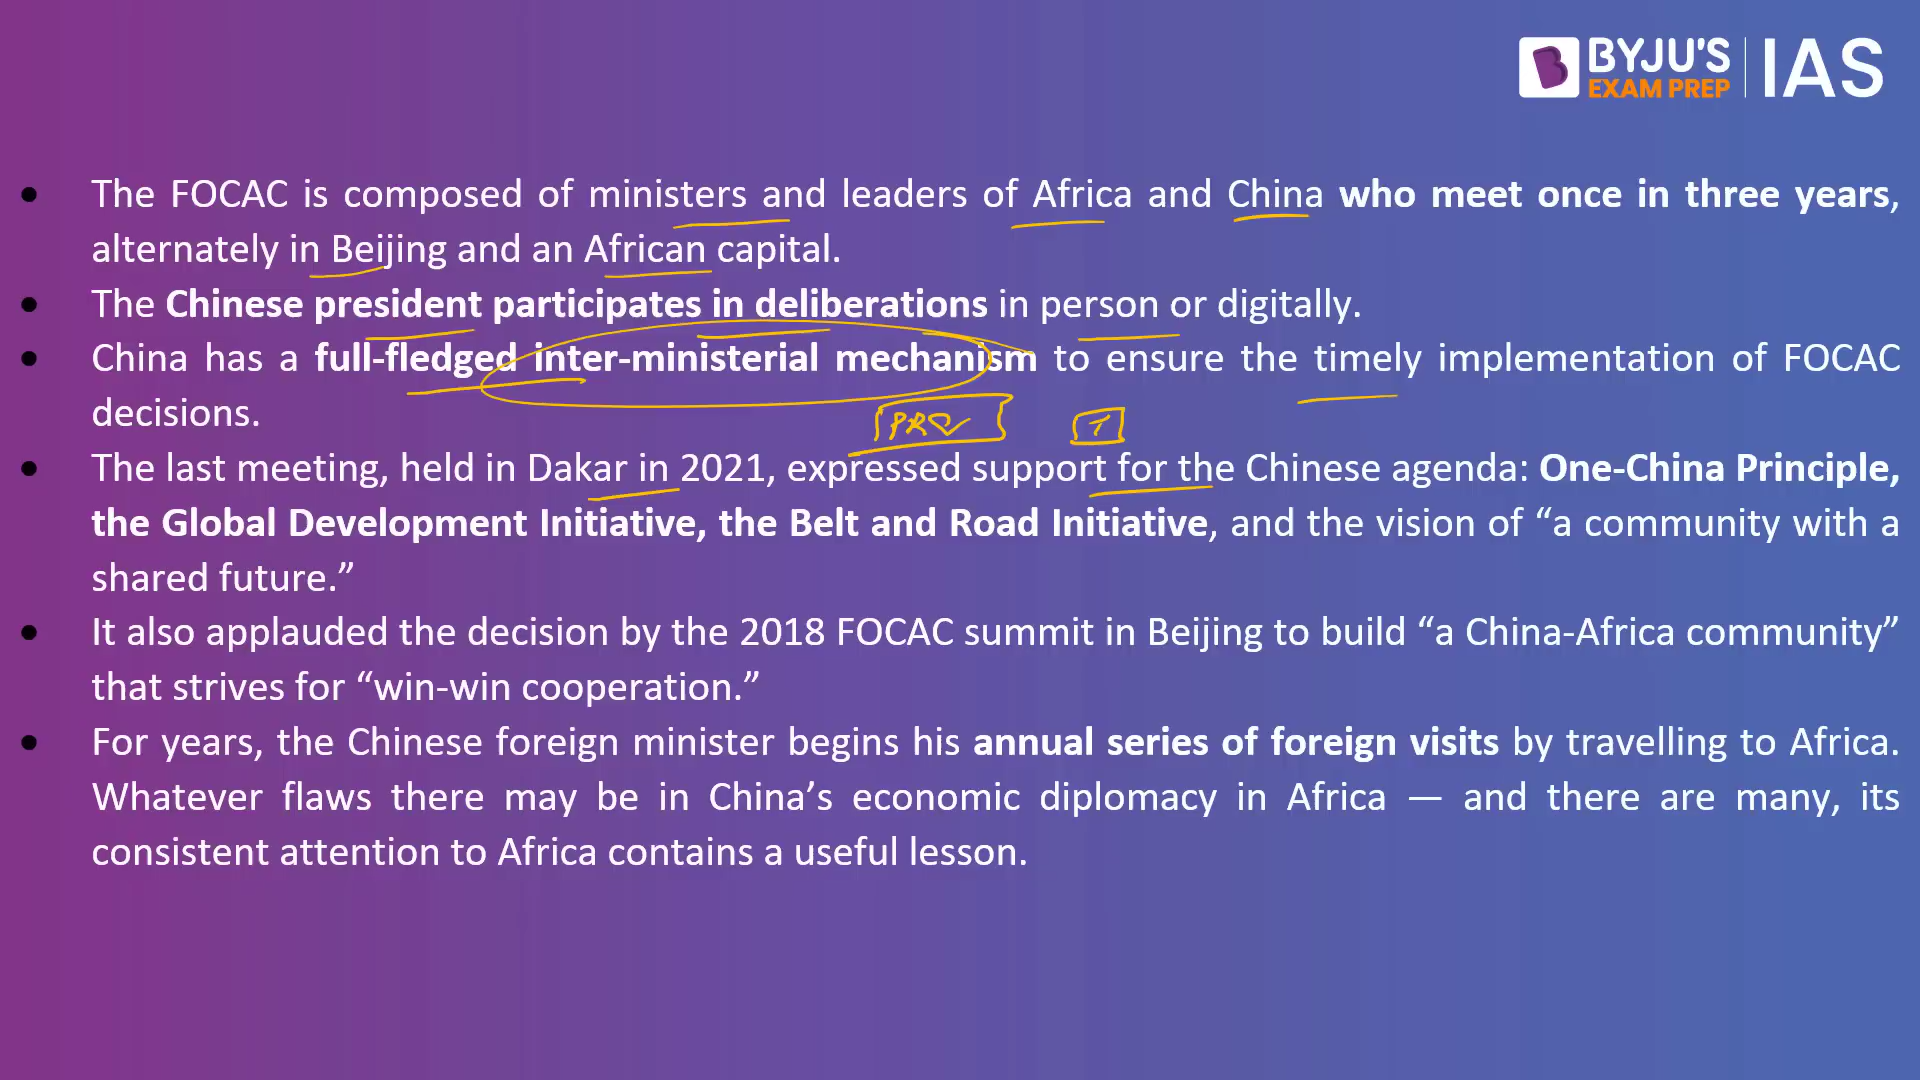 BYJU'S
EXAM PREP
IAS
The FOCAC is composed of ministers and leaders of Africa and China who meet once in three years,
alternately in Beijing and an African capital.
The Chinese president participates in deliberations in person or digitally.
China has a full-fledged inter-ministerial mechanism to ensure the timely implementation of FOCAC
decisions.
The last meeting, held in Dakar in 2021, expressed support for the Chinese agenda: One-China Principle,
the Global Development Initiative, the Belt and Road Initiative, and the vision of “a community with a
shared future.”
It also applauded the decision by the 2018 FOCAC summit in Beijing to build “a China-Africa community”
that strives for “win-win cooperation.”
For years, the Chinese foreign minister begins his annual series of foreign visits by travelling to Africa.
Whatever flaws there may be in China’s economic diplomacy in Africa — and there are many, its
consistent attention to Africa contains a useful lesson.